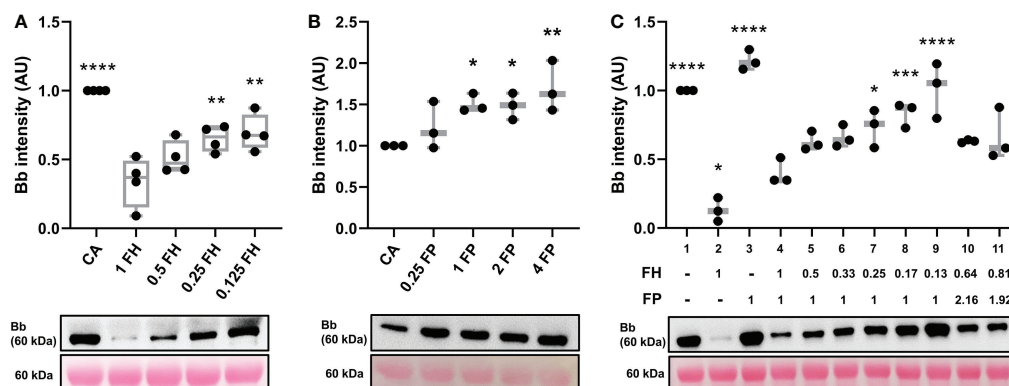 A
Bb intensity (AU)
1.5
1.0
0.5
0.0
****
**
**
CA
1 FH
0.5 FH
0.25 FH
0.125 FH
Bb
(60 kDa)
60 kDa
B
Bb intensity (AU)
2.5
2.0
1.5
1.0
0.5
0.0
*
*
**
CA
0.25 FP
1 FP
2 FP
4 FP
Bb
(60 kDa)
60 kDa
C
Bb intensity (AU)
1.5
1.0
0.5
0.0
****
*
****
*
***
****
1 2 3 4 5 6 7 8 9 10 11
FH - 1 - 1 0.5 0.33 0.25 0.17 0.13 0.64 0.81
FP - - 1 1 1 1 1 1 1 2.16 1.92
Bb
(60 kDa)
60 kDa